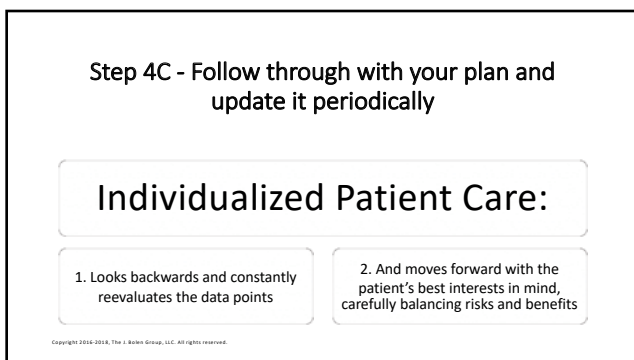 Step 4C - Follow through with your plan and
update it periodically
Individualized Patient Care:
1. Looks backwards and constantly
reevaluates the data points
2. And moves forward with the
patient's best interests in mind,
carefully balancing risks and benefits
Copyright 2016-2018, The J. Bolen Group, LLC. All rights reserved.